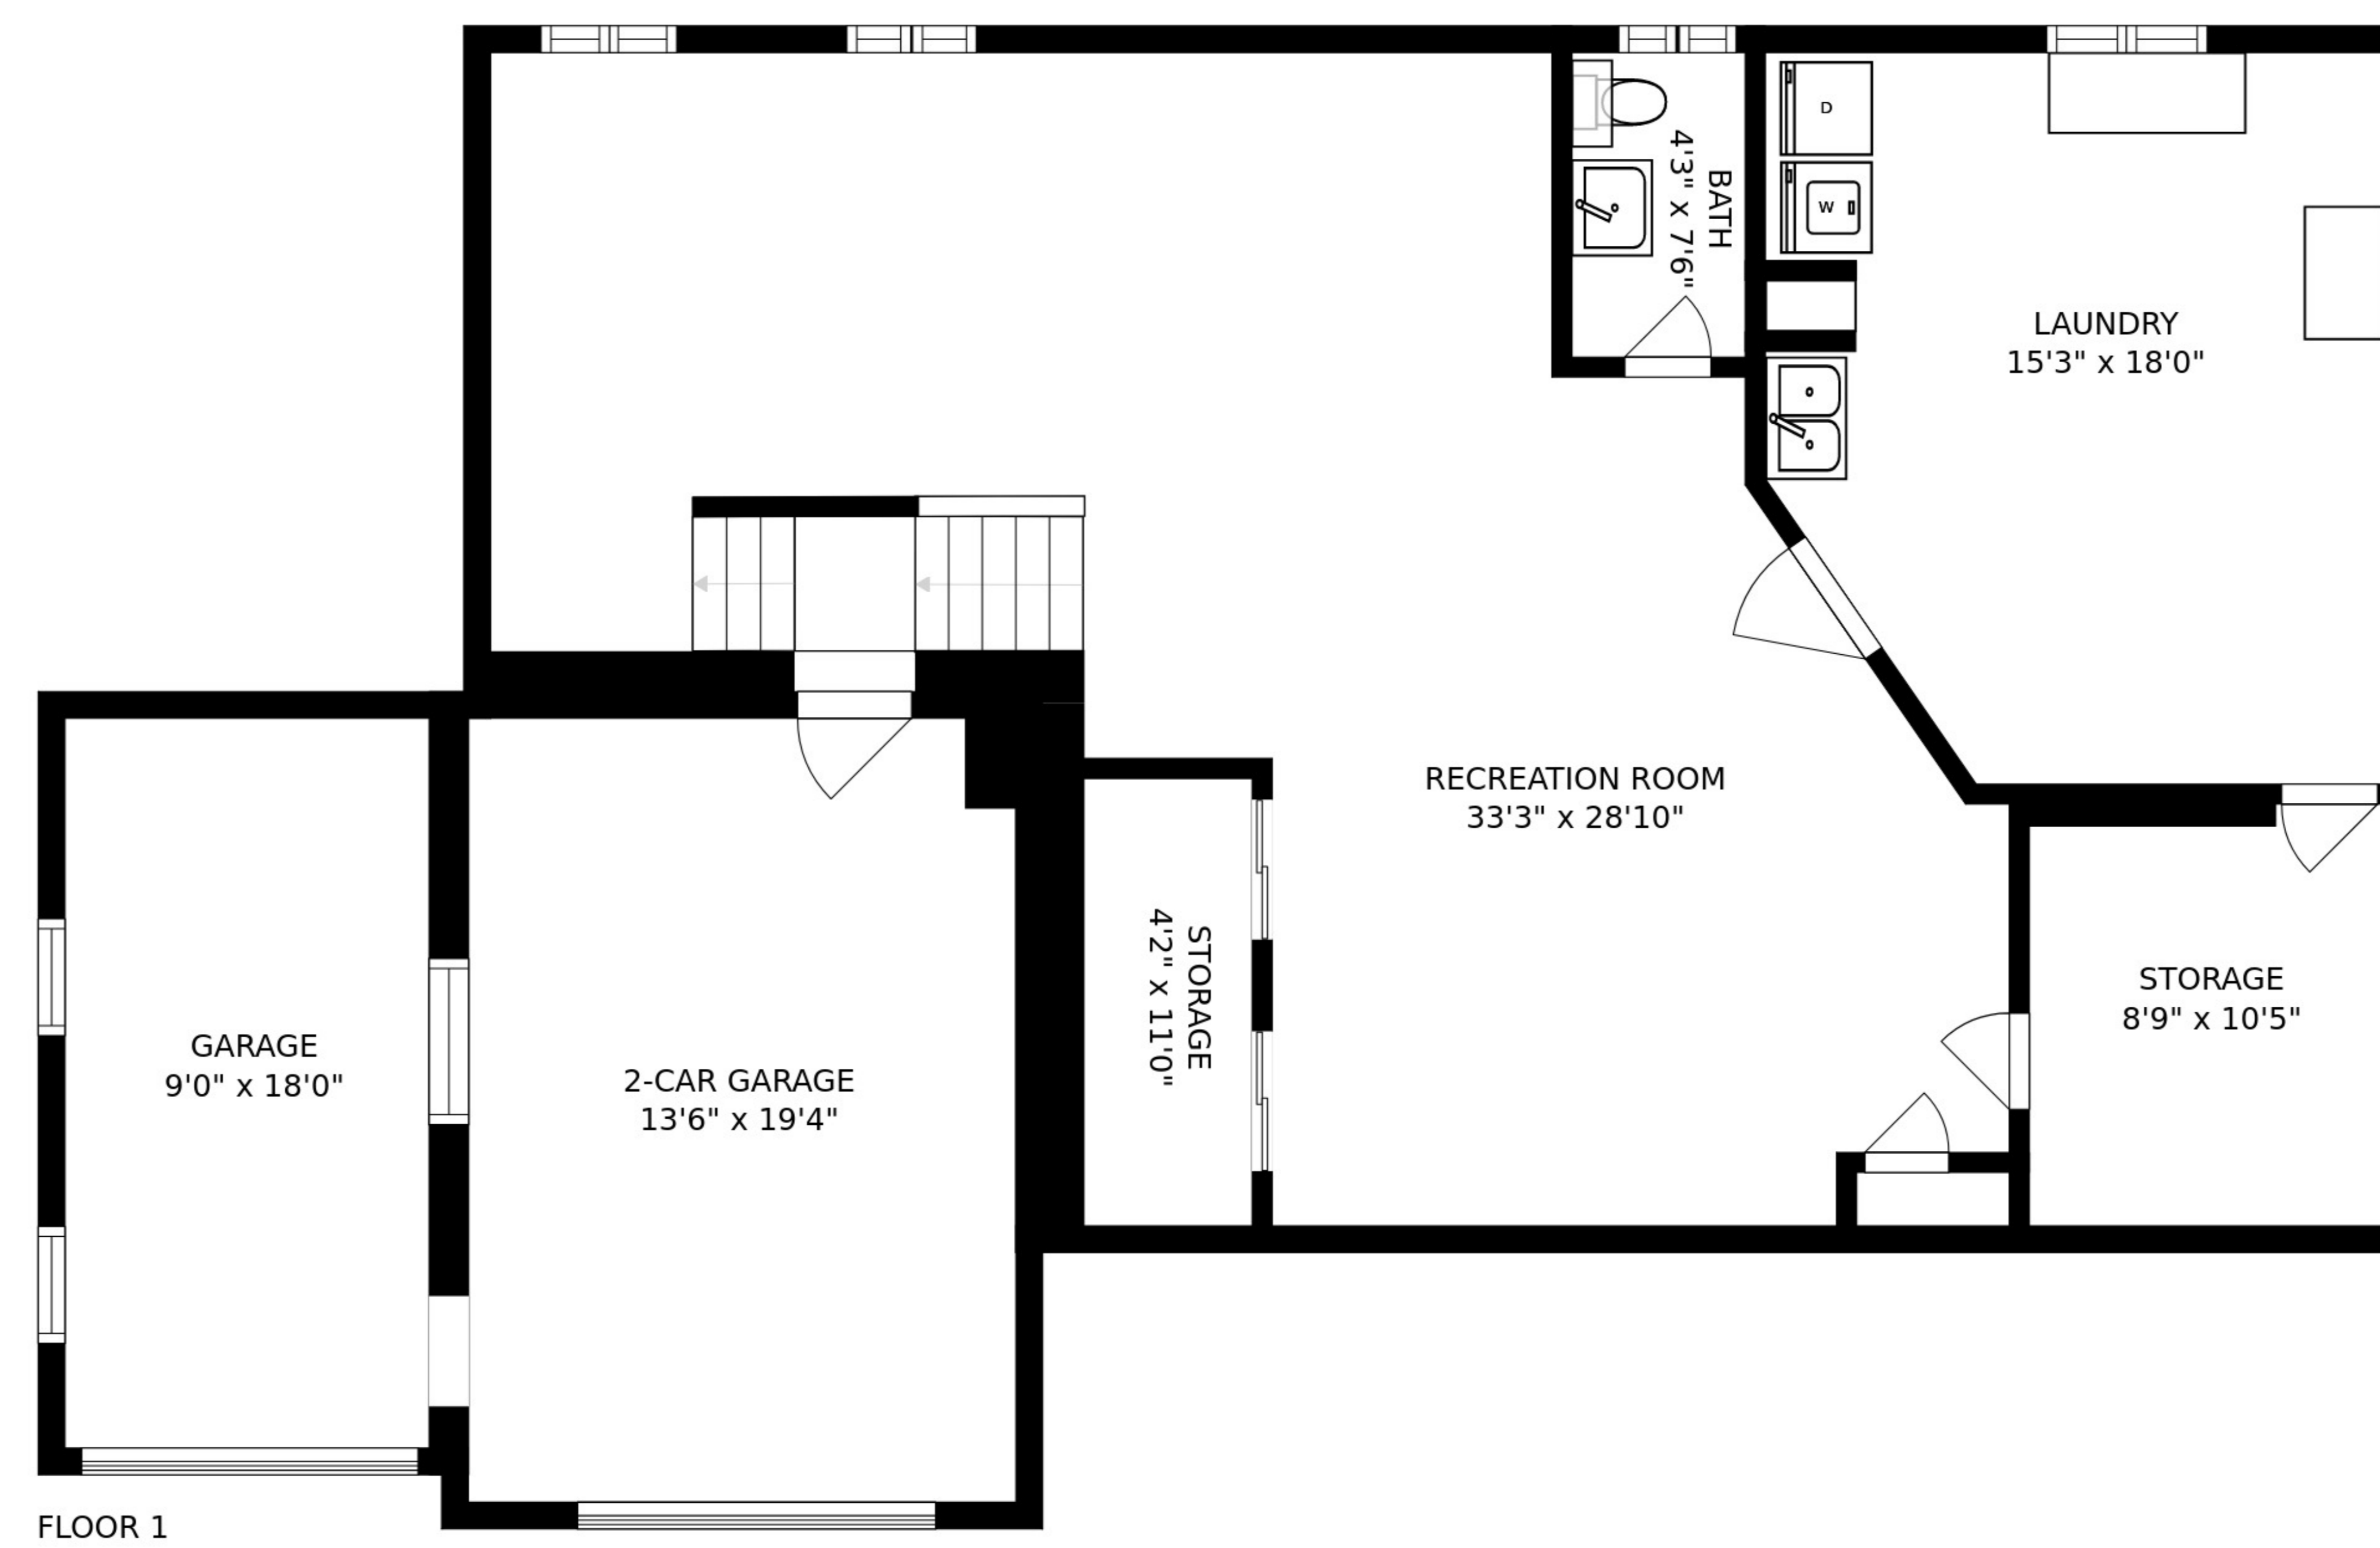 BATH
4'3" x 7'6"
D
W
LAUNDRY
15'3" x 18'0"
RECREATION ROOM
33'3" x 28'10"
STORAGE
4'2" x 11'0"
STORAGE
8'9" x 10'5"
GARAGE
9'0" x 18'0"
2-CAR GARAGE
13'6" x 19'4"
FLOOR 1